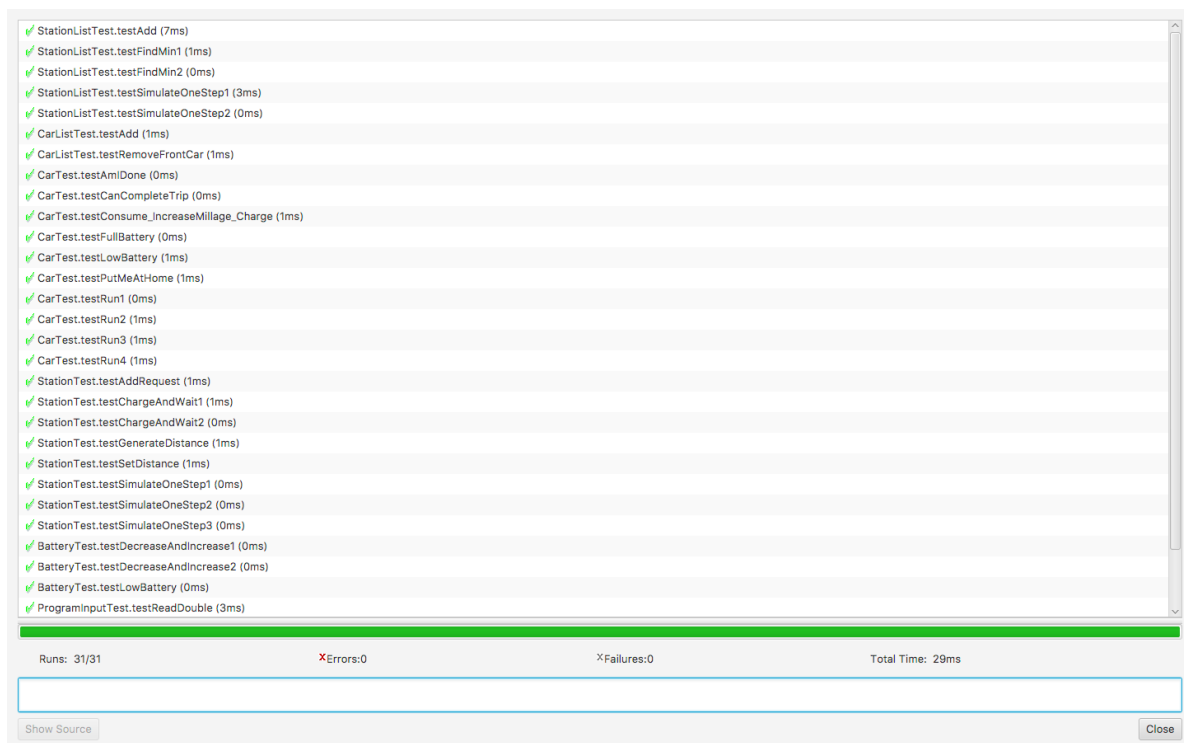 StationListTest.testAdd (7ms)
StationListTest.testFindMin1 (1ms)
StationListTest.testFindMin2 (0ms)
StationListTest.testSimulateOneStep1 (3ms)
StationListTest.testSimulateOneStep2 (0ms)
CarListTest.testAdd (1ms)
CarListTest.testRemoveFrontCar (1ms)
CarTest.testAmIDone (0ms)
CarTest.testCanCompleteTrip (0ms)
CarTest.testConsume_IncreaseMillage_Charge (1ms)
CarTest.testFullBattery (0ms)
CarTest.testLowBattery (1ms)
CarTest.testPutMeAtHome (1ms)
CarTest.testRun1 (0ms)
CarTest.testRun2 (1ms)
CarTest.testRun3 (1ms)
CarTest.testRun4 (1ms)
StationTest.testAddRequest (1ms)
StationTest.testChargeAndWait1 (1ms)
StationTest.testChargeAndWait2 (0ms)
StationTest.testGenerateDistance (1ms)
StationTest.testSetDistance (1ms)
StationTest.testSimulateOneStep1 (0ms)
StationTest.testSimulateOneStep2 (0ms)
StationTest.testSimulateOneStep3 (0ms)
BatteryTest.testDecreaseAndIncrease1 (0ms)
BatteryTest.testDecreaseAndIncrease2 (0ms)
BatteryTest.testLowBattery (0ms)
ProgramInputTest.testReadDouble (3ms)
Runs: 31/31 XErrors:0 XFailures:0 Total Time: 29ms
Show Source Close